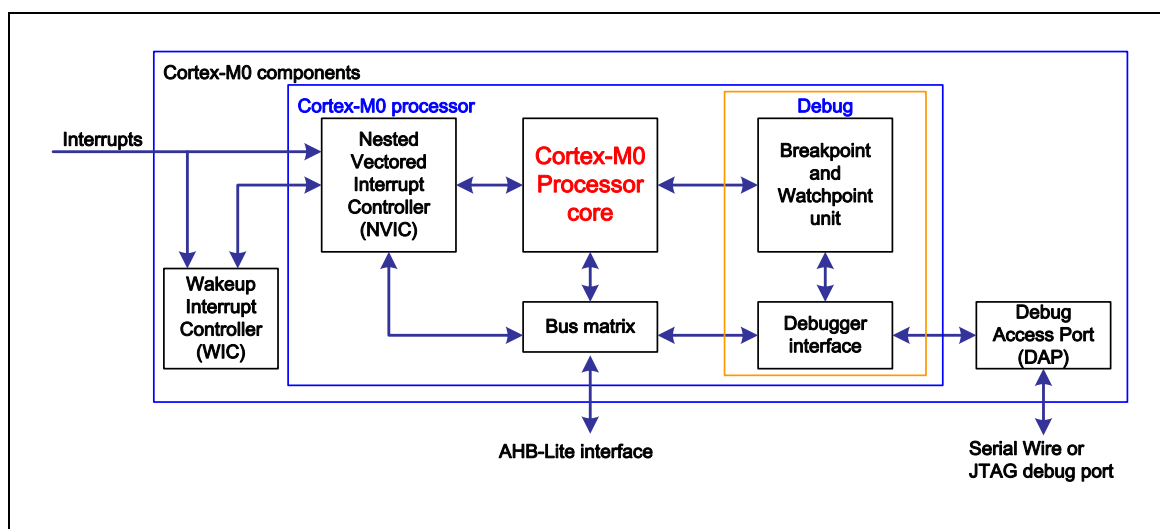 Cortex-M0 components
Cortex-M0 processor
Debug
Interrupts
Nested
Vectored
Interrupt
Controller
(NVIC)
Cortex-M0
Processor
core
Breakpoint
and
Watchpoint
unit
Wakeup
Interrupt
Controller
(WIC)
Bus matrix
Debugger
interface
Debug
Access Port
(DAP)
AHB-Lite interface
Serial Wire or
JTAG debug port